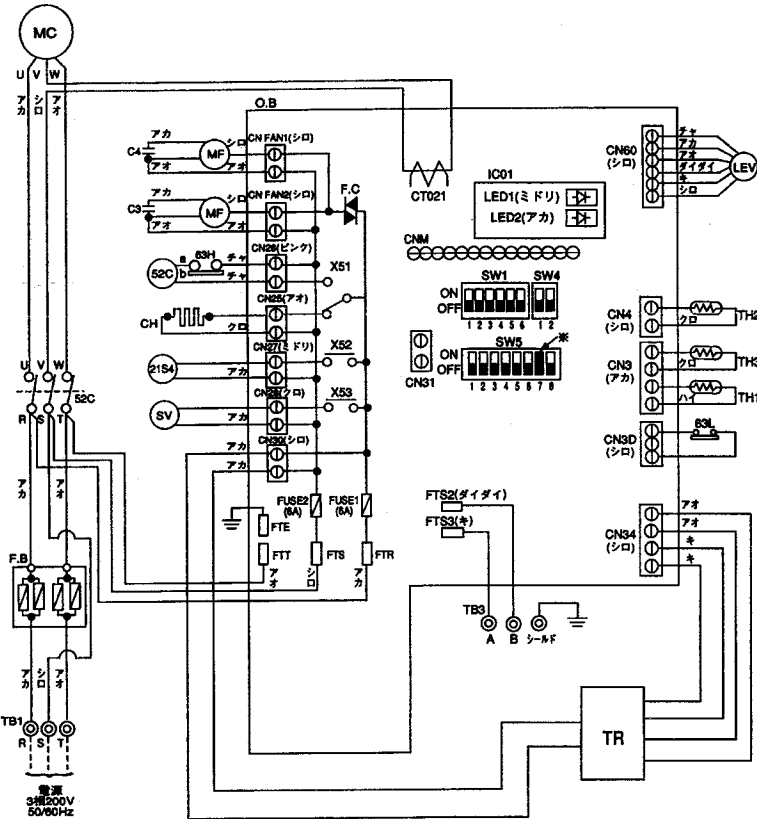 MC
U V W
アカ シロ アオ
O.B
C4 アカ アオ MF シロ アオ CN FAN1(シロ)
C3 アカ アオ MF シロ アオ CN FAN2(シロ)
F.C
CT021
IC01
LED1(ミドリ)
LED2(アカ)
CN60
(シロ)
チャ
アカ
アオ
ダイダイ
キ
シロ
LEV
CNM
52C a 63H b チャ チャ CN26(ピンク)
X51
CH クロ CN25(アオ)
21S4 アカ CN27(ミドリ) X52
SV アカ CN28(クロ) X53
アカ アカ CN30(シロ)
SW1 SW4
ON
OFF
1 2 3 4 5 6 1 2
SW5 ※
ON
OFF
1 2 3 4 5 6 7 8
CN31
CN4
(シロ)
クロ
TH2
CN3
(アカ)
クロ
TH3
ハイ
TH1
CN3D
(シロ)
63L
U V W
52C
R S T
アカ アオ
F.B
FUSE2
(6A)
FUSE1
(6A)
FTE
FTT FTS FTR
アオ シロ アカ
FTS2(ダイダイ)
FTS3(キ)
CN34
(シロ)
アオ
アオ
キ
キ
TB3
A B シールド
アカ シロ アオ
TB1
R S T
TR
電源
3相200V
50/60Hz